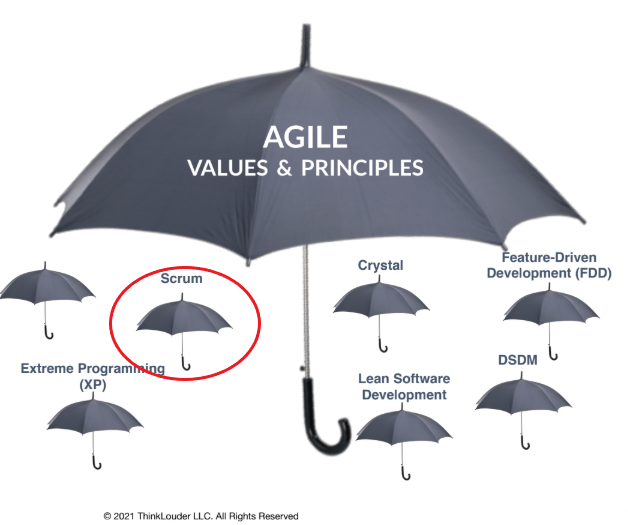 AGILE
VALUES & PRINCIPLES
Scrum
Crystal
Feature-Driven
Development (FDD)
Extreme Programming
(XP)
Lean Software
Development
DSDM
© 2021 ThinkLouder LLC. All Rights Reserved